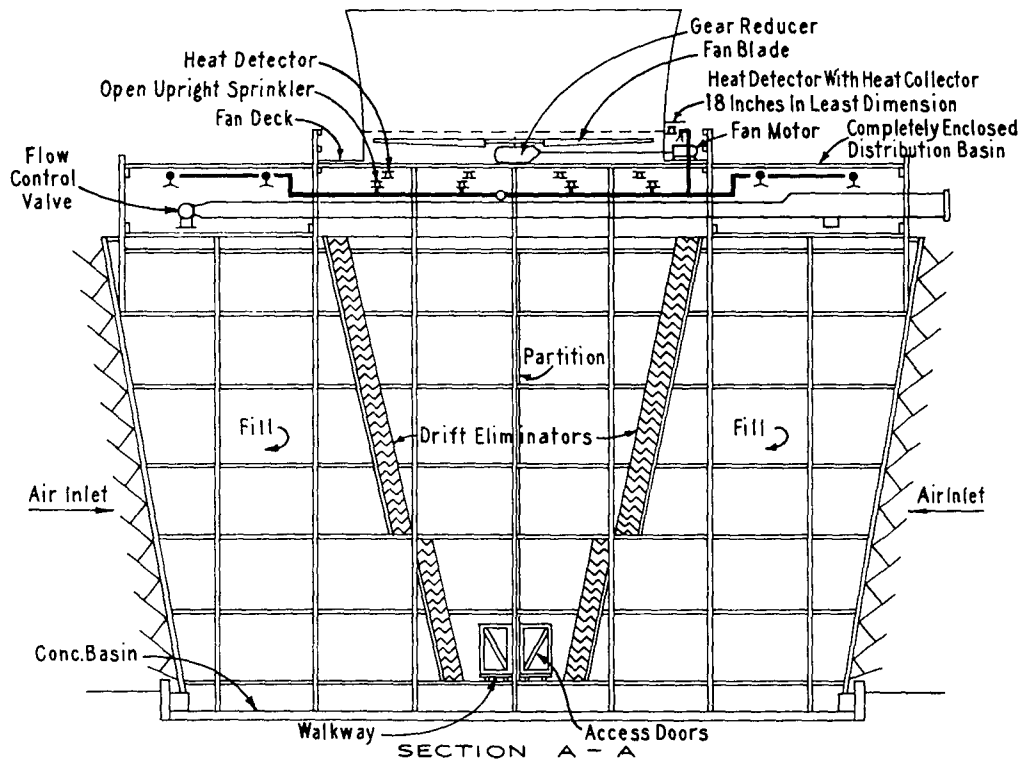 Gear Reducer
Fan Blade
Heat Detector
Open Upright Sprinkler
Fan Deck
Heat Detector With Heat Collector
18 Inches In Least Dimension
Fan Motor
Completely Enclosed
Distribution Basin
Flow
Control
Valve
Partition
Fill
Drift Eliminators
Fill
Air Inlet
Air Inlet
Conc. Basin
Walkway
Access Doors
SECTION A-A